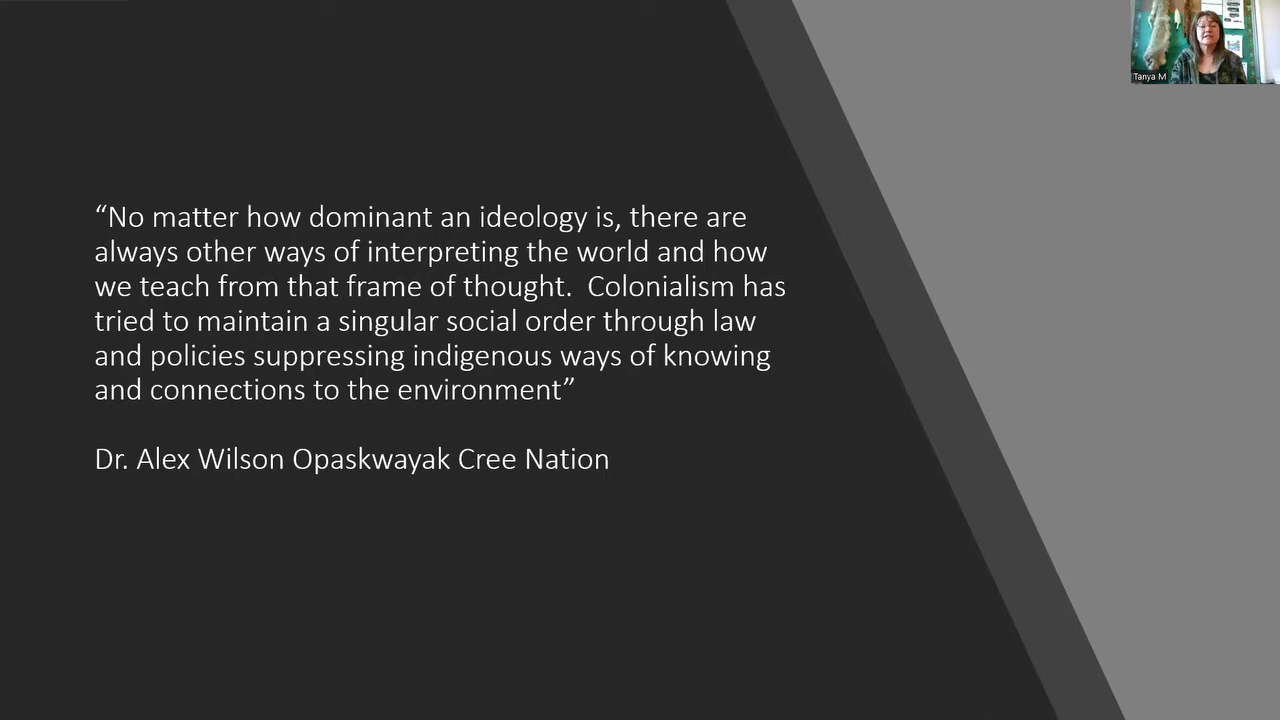 Tanya M
“No matter how dominant an ideology is, there are
always other ways of interpreting the world and how
we teach from that frame of thought.  Colonialism has
tried to maintain a singular social order through law
and policies suppressing indigenous ways of knowing
and connections to the environment”
Dr. Alex Wilson Opaskwayak Cree Nation